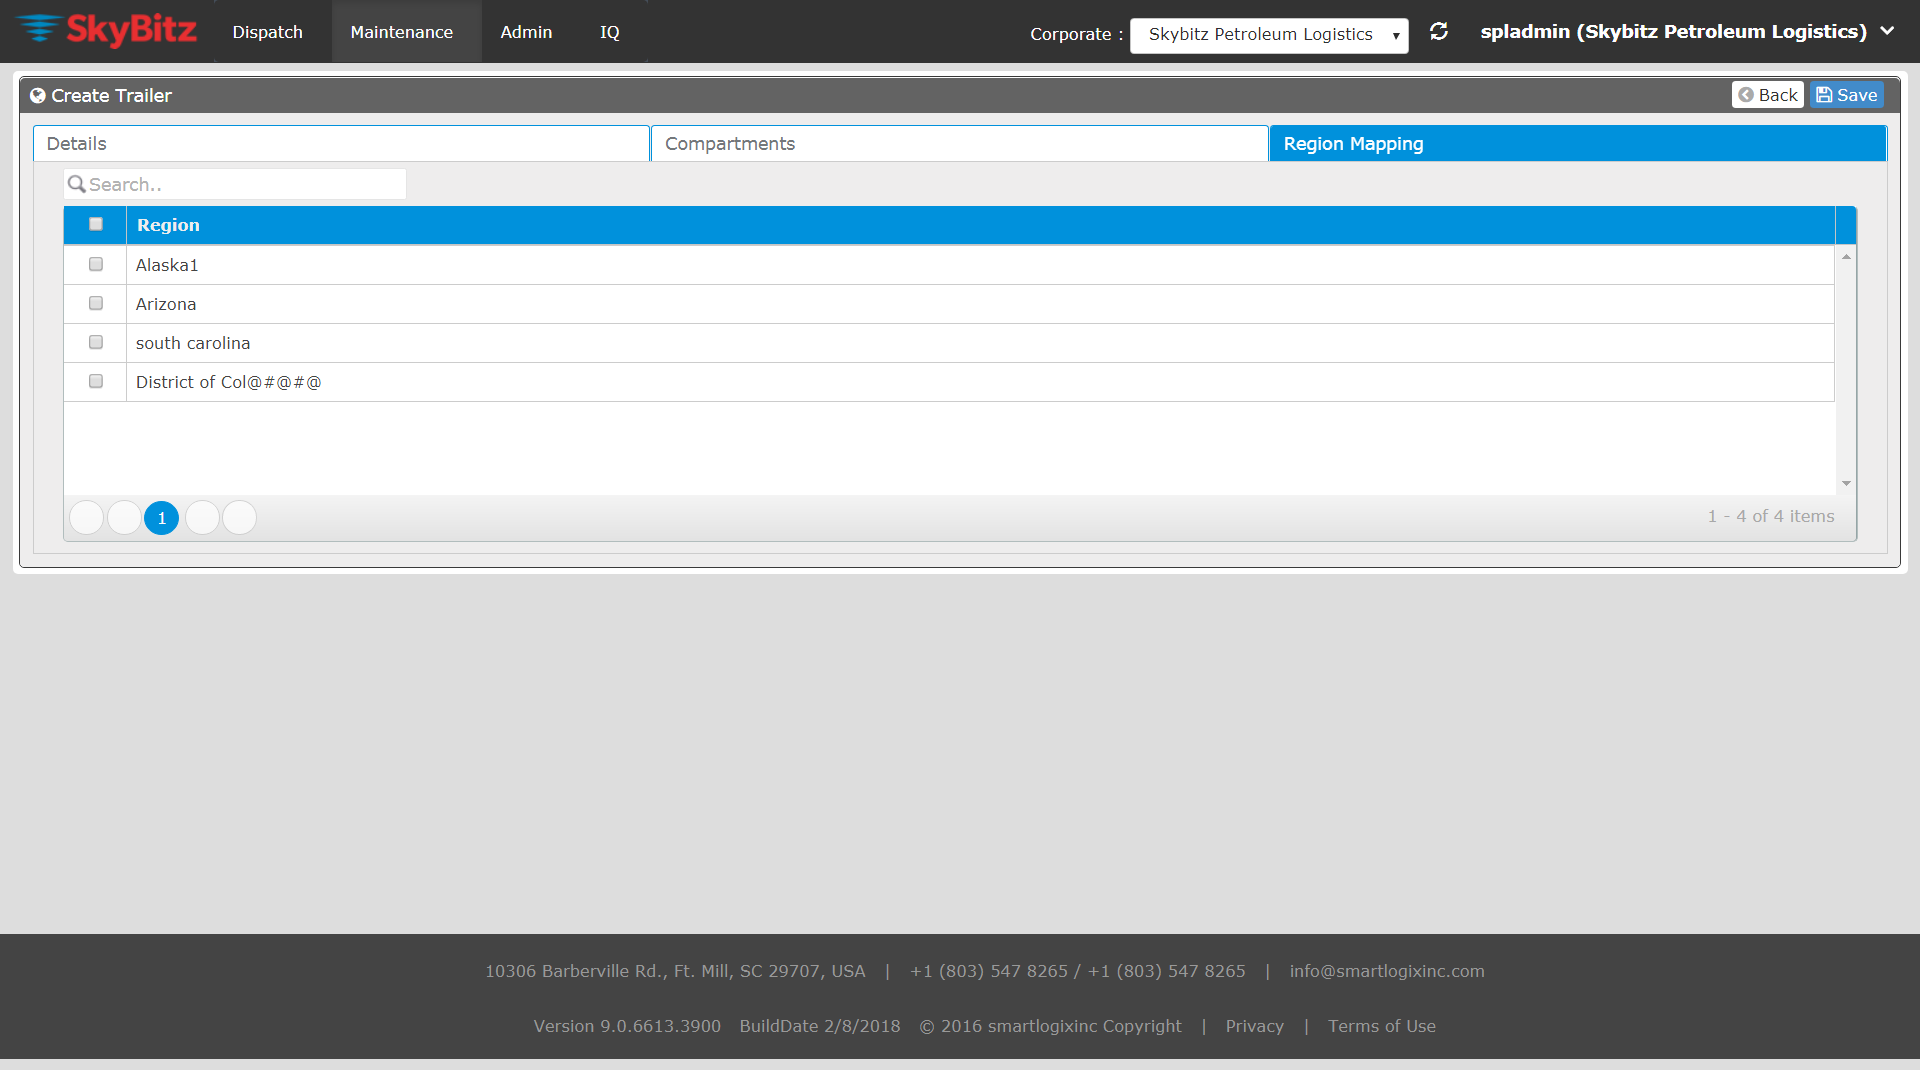 SkyBitz Dispatch Maintenance Admin IQ Corporate : Skybitz Petroleum Logistics spladmin (Skybitz Petroleum Logistics)
Create Trailer Back Save
Details Compartments Region Mapping
Search..
Region
Alaska1
Arizona
south carolina
District of Col@#@#@
1 1 - 4 of 4 items
10306 Barberville Rd., Ft. Mill, SC 29707, USA | +1 (803) 547 8265 / +1 (803) 547 8265 | info@smartlogixinc.com
Version 9.0.6613.3900 BuildDate 2/8/2018 © 2016 smartlogixinc Copyright | Privacy | Terms of Use